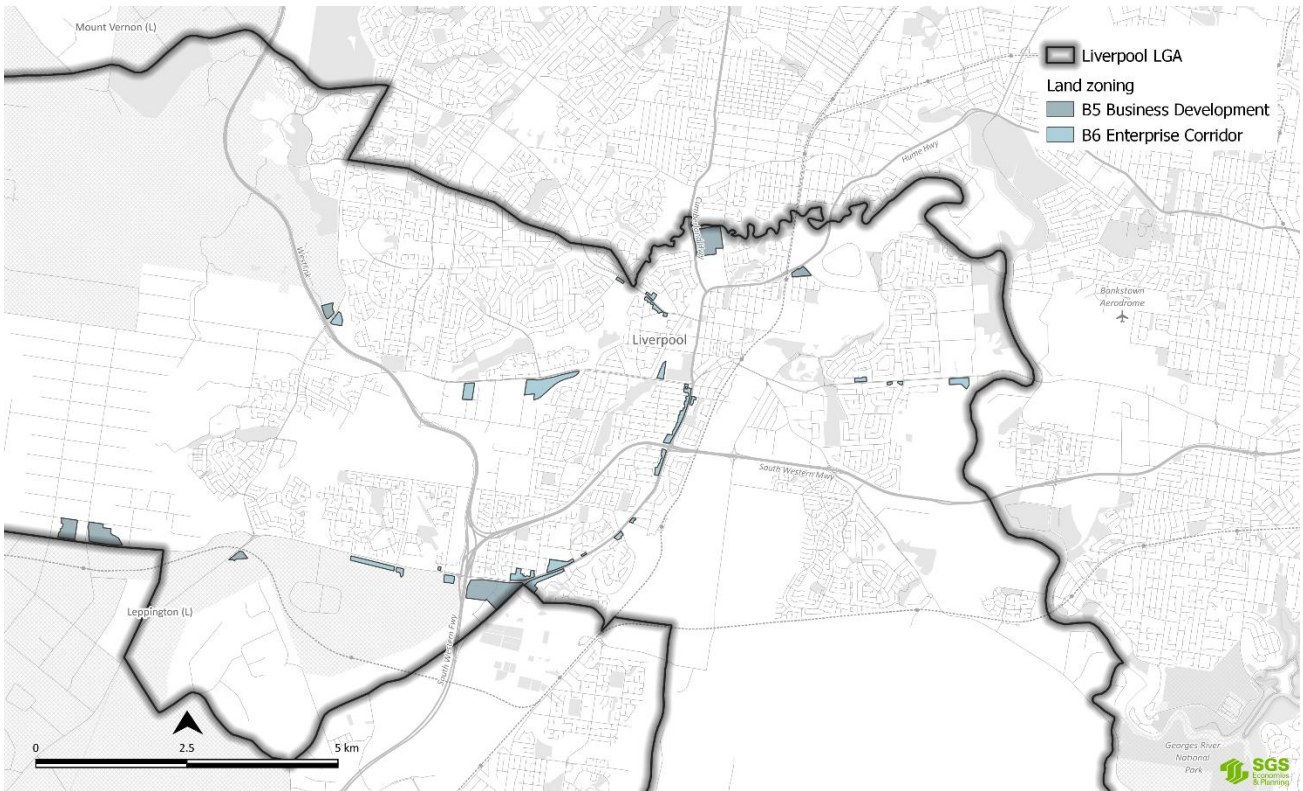 Mount Vernon (L)
Liverpool LGA
Land zoning
B5 Business Development
B6 Enterprise Corridor
Hume Hwy
Westlink
Bankstown
Aerodrome
Liverpool
South Western Mwy
Leppington (L)
South Western Fwy
0
2.5
5 km
Georges River
National
Park
SGS
Economics
& Planning